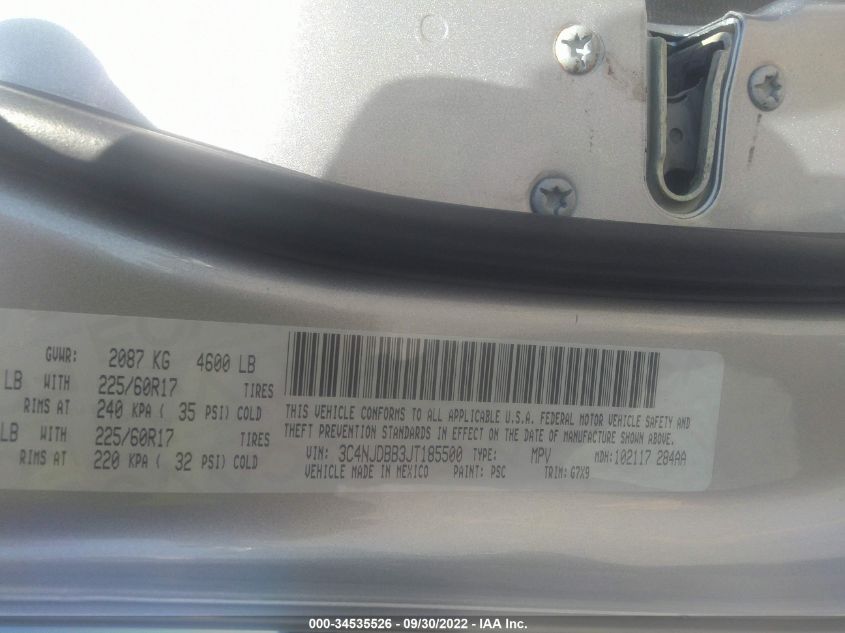 GVWR: 2087 KG 4600 LB
LB WITH 225/60R17 TIRES
RIMS AT 240 KPA ( 35 PSI) COLD
LB WITH 225/60R17 TIRES
RIMS AT 220 KPA ( 32 PSI) COLD
THIS VEHICLE CONFORMS TO ALL APPLICABLE U.S.A. FEDERAL MOTOR VEHICLE SAFETY AND
THEFT PREVENTION STANDARDS IN EFFECT ON THE DATE OF MANUFACTURE SHOWN ABOVE.
VIN: 3C4NJDBB3JT185500 TYPE: MPV MDH: 102117 284AA
VEHICLE MADE IN MEXICO PAINT: PSC TRIM: G7X9
000-34535526 - 09/30/2022 - IAA Inc.